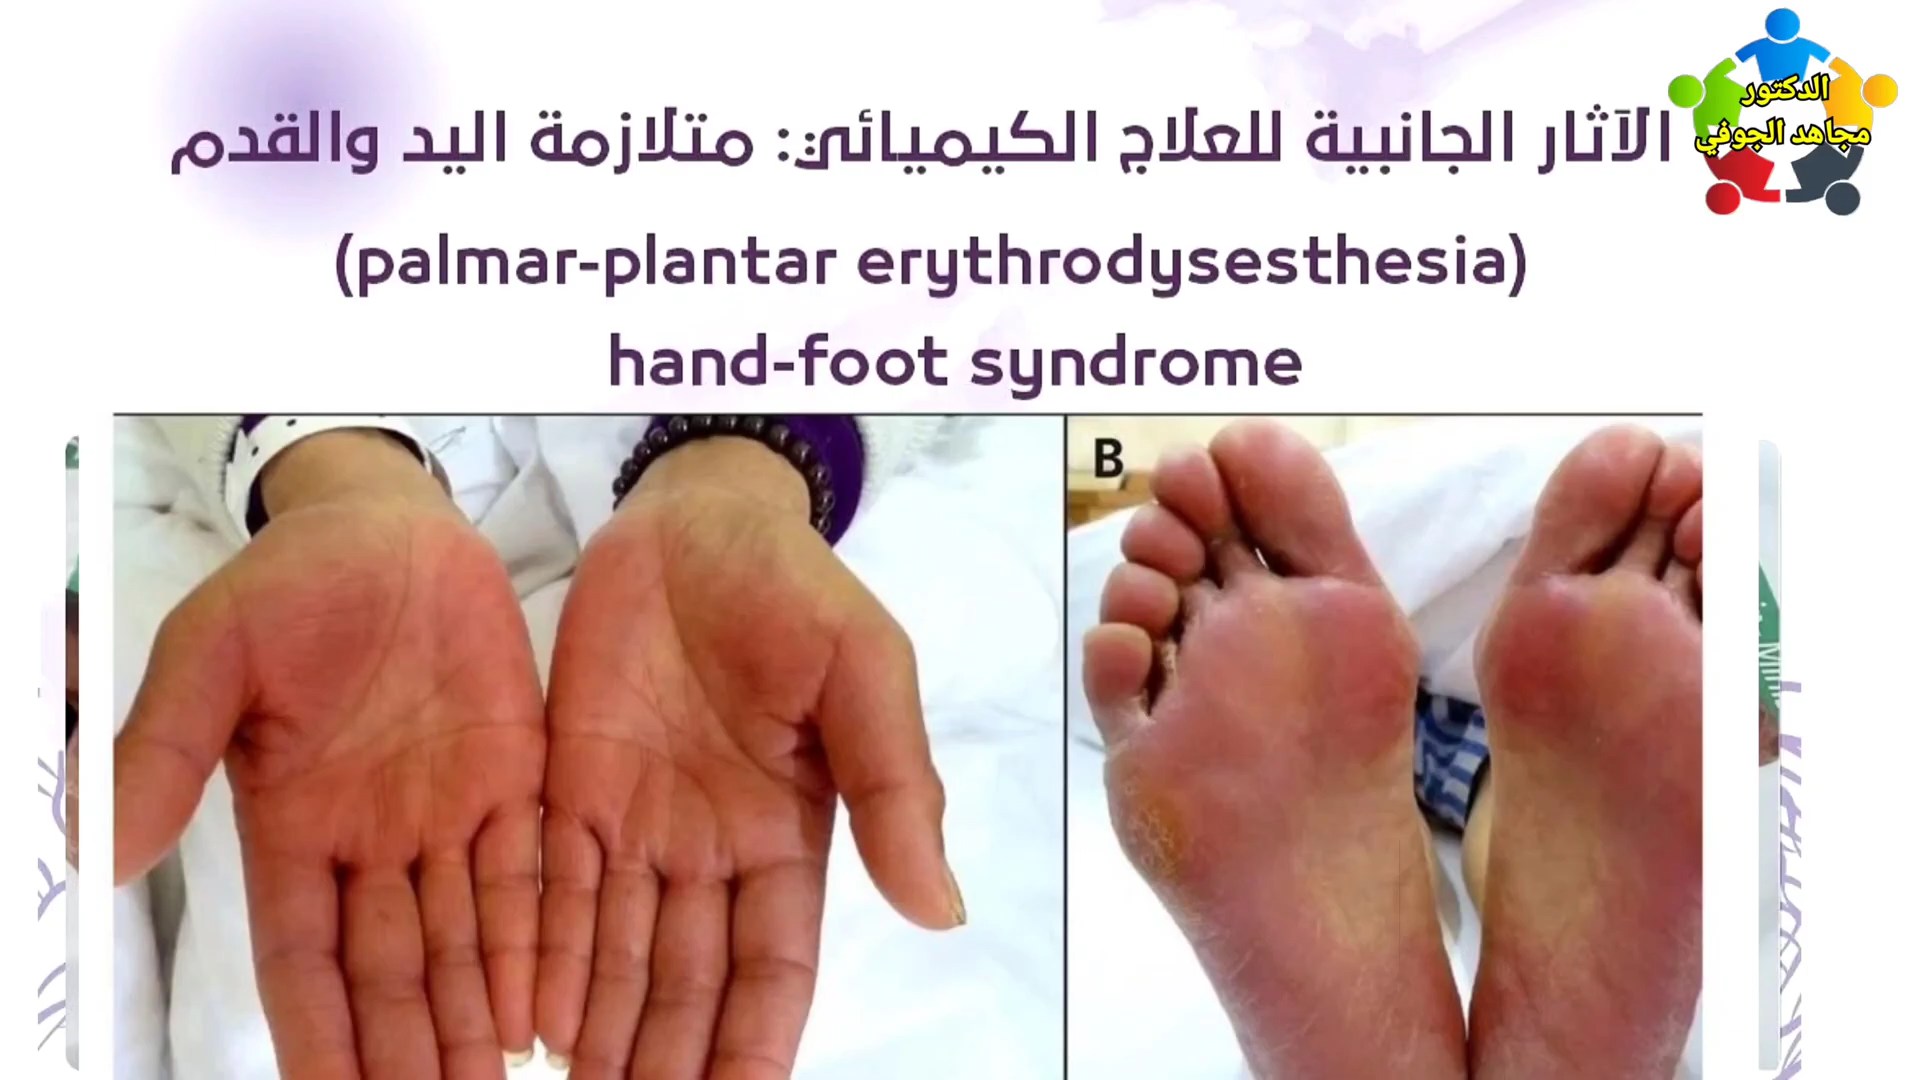 الآثار الجانبية للعلاج الكيميائي: متلازمة اليد والقدم
(palmar-plantar erythrodysesthesia)
hand-foot syndrome
الدكتور
مجاهد الجوفي
B